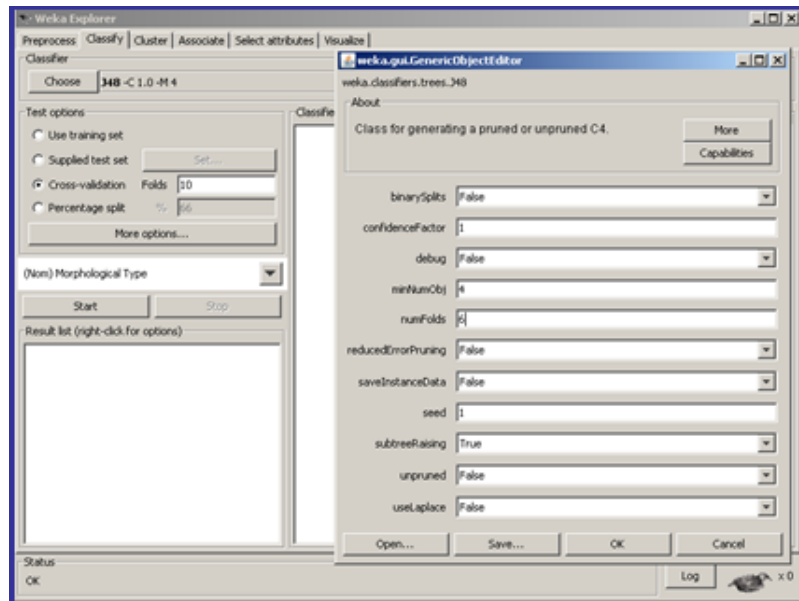 Weka Explorer
Preprocess Classify Cluster Associate Select attributes Visualize
Classifier
Choose J48 -C 1.0 -M 4
Test options
Use training set
Supplied test set Set...
Cross-validation Folds 10
Percentage split % 66
More options...
(Nom) Morphological Type
Start Stop
Result list (right-click for options)
Classifie
weka.gui.GenericObjectEditor
weka.classifiers.trees.J48
About
Class for generating a pruned or unpruned C4.
More
Capabilities
binarySplits False
confidenceFactor 1
debug False
minNumObj 4
numFolds 6
reducedErrorPruning False
saveInstanceData False
seed 1
subtreeRaising True
unpruned False
useLaplace False
Open... Save... OK Cancel
Status
OK
Log x 0